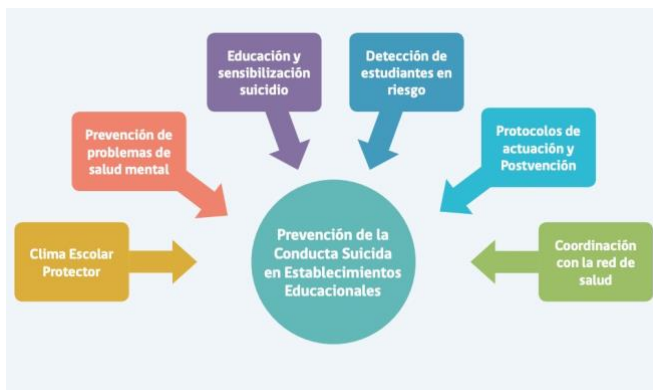 Educación y
sensibilización
suicidio
Detección de
estudiantes en
riesgo
Prevención de
problemas de
salud mental
Protocolos de
actuación y
Postvención
Clima Escolar
Protector
Prevención de la
Conducta Suicida
en Establecimientos
Educacionales
Coordinación
con la red de
salud